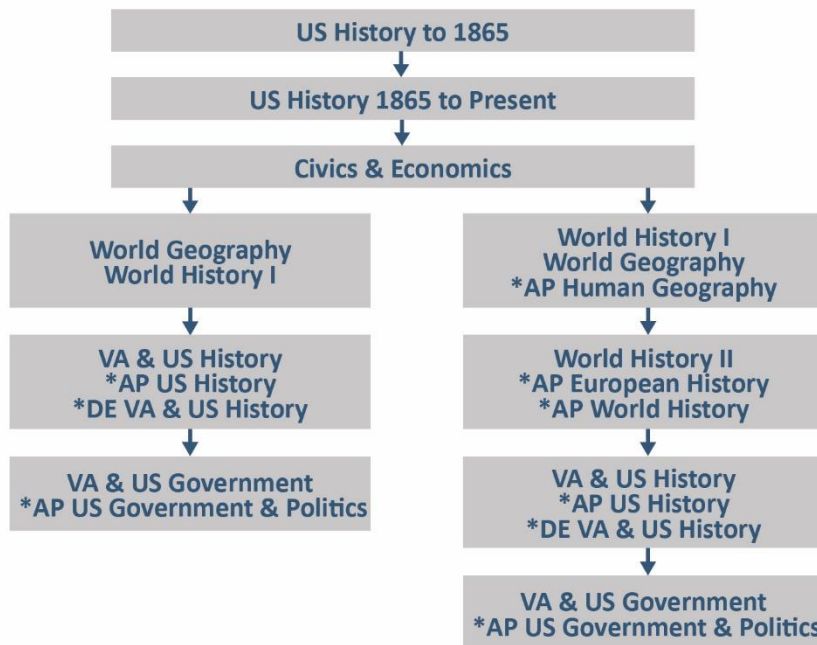 US History to 1865
US History 1865 to Present
Civics & Economics
World Geography
World History I
VA & US History
*AP US History
*DE VA & US History
VA & US Government
*AP US Government & Politics
World History I
World Geography
*AP Human Geography
World History II
*AP European History
*AP World History
VA & US History
*AP US History
*DE VA & US History
VA & US Government
*AP US Government & Politics